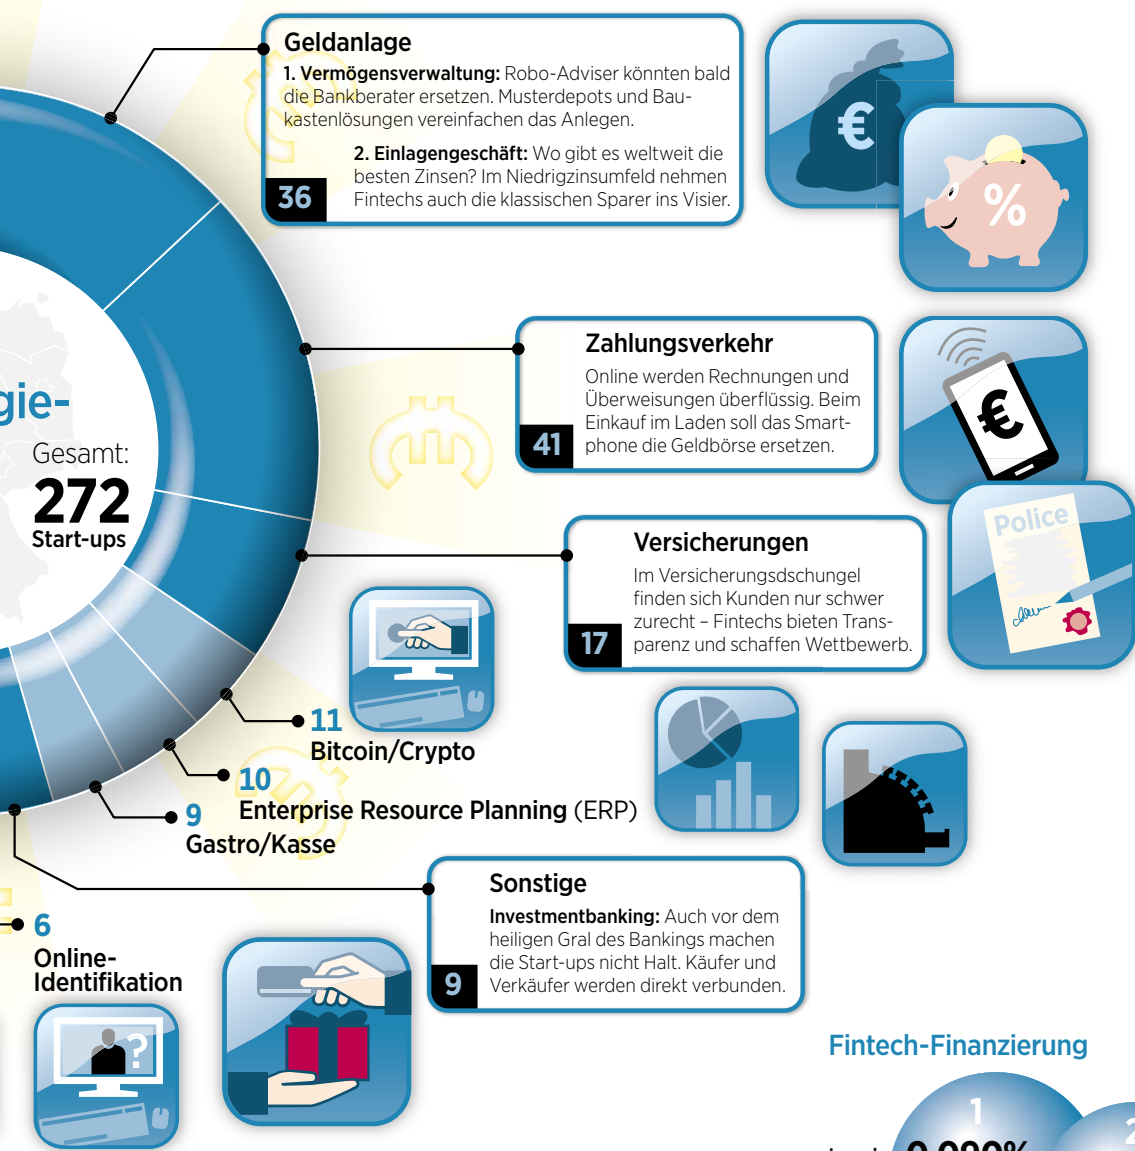 Geldanlage
1. Vermögensverwaltung: Robo-Adviser könnten bald
die Bankberater ersetzen. Musterdepots und Bau-
kastenlösungen vereinfachen das Anlegen.
2. Einlagengeschäft: Wo gibt es weltweit die
besten Zinsen? Im Niedrigzinsumfeld nehmen
Fintechs auch die klassischen Sparer ins Visier.
36
€
%
gie-
Gesamt:
272
Start-ups
Zahlungsverkehr
Online werden Rechnungen und
Überweisungen überflüssig. Beim
Einkauf im Laden soll das Smart-
phone die Geldbörse ersetzen.
41
€
Police
Versicherungen
Im Versicherungsdschungel
finden sich Kunden nur schwer
zurecht – Fintechs bieten Trans-
parenz und schaffen Wettbewerb.
17
11
Bitcoin/Crypto
10
Enterprise Resource Planning (ERP)
9
Gastro/Kasse
Sonstige
Investmentbanking: Auch vor dem
heiligen Gral des Bankings machen
die Start-ups nicht Halt. Käufer und
Verkäufer werden direkt verbunden.
9
6
Online-
Identifikation
?
Fintech-Finanzierung
1
2